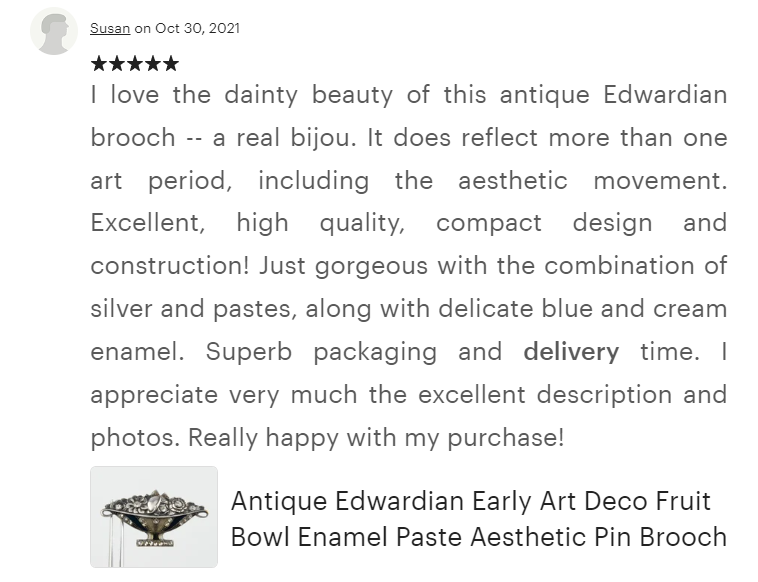 Susan on Oct 30, 2021
★★★★★
I love the dainty beauty of this antique Edwardian
brooch -- a real bijou. It does reflect more than one
art period, including the aesthetic movement.
Excellent, high quality, compact design and
construction! Just gorgeous with the combination of
silver and pastes, along with delicate blue and cream
enamel. Superb packaging and delivery time. I
appreciate very much the excellent description and
photos. Really happy with my purchase!
Antique Edwardian Early Art Deco Fruit
Bowl Enamel Paste Aesthetic Pin Brooch